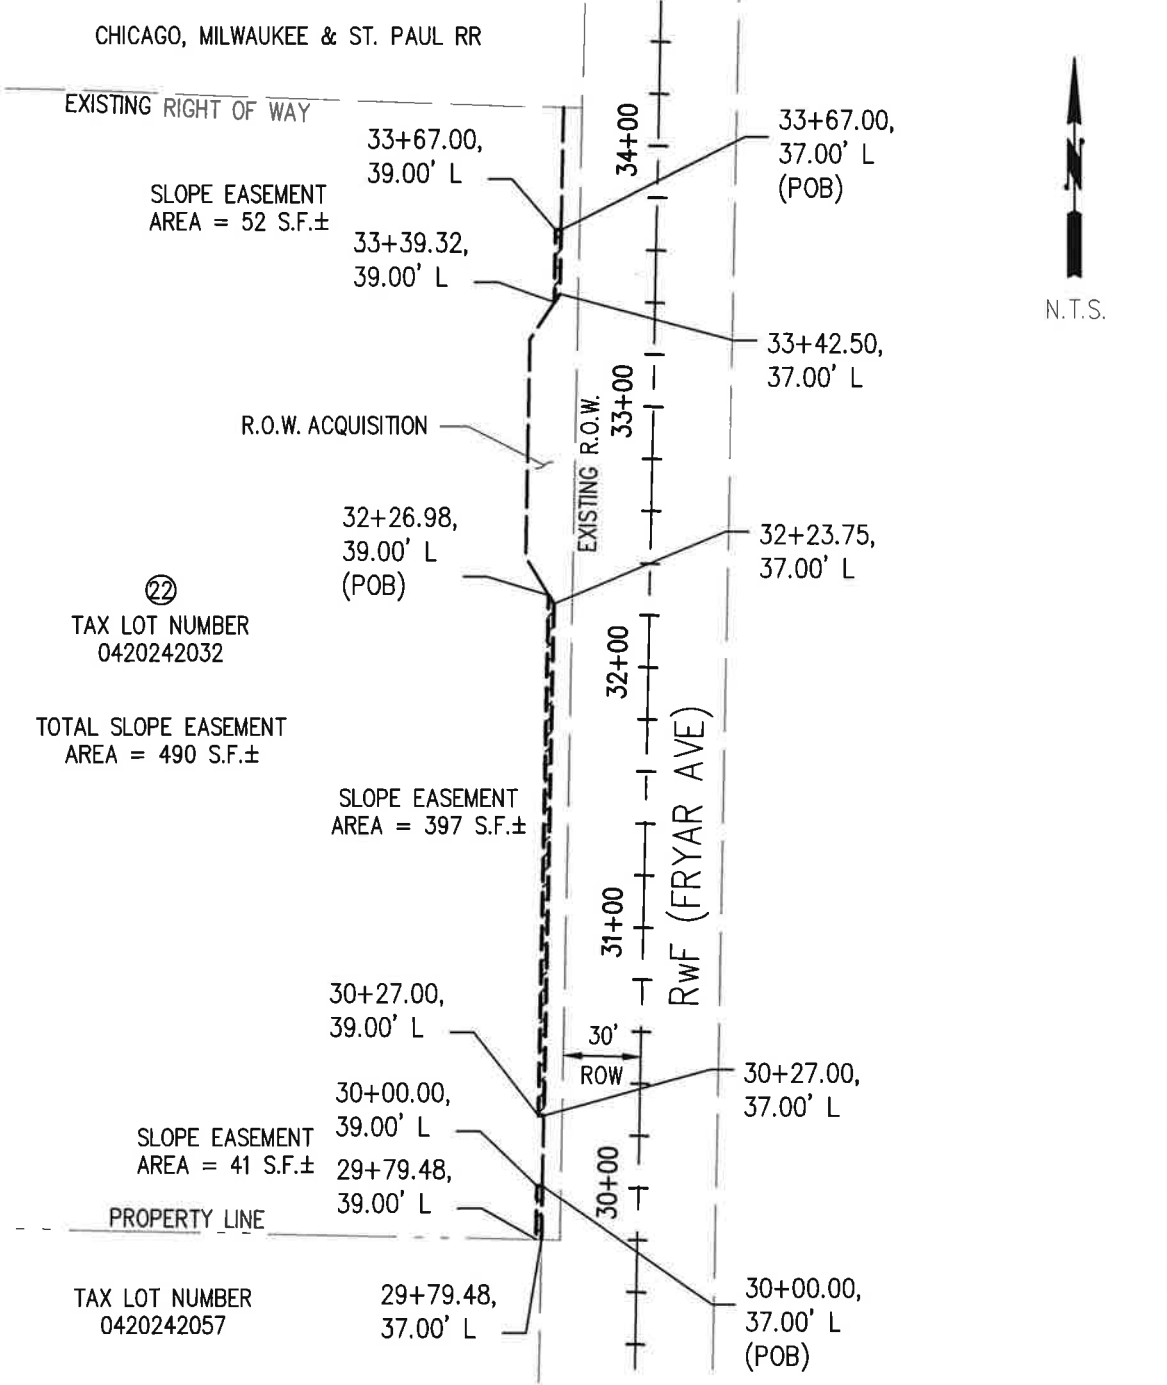 CHICAGO, MILWAUKEE & ST. PAUL RR
EXISTING RIGHT OF WAY
33+67.00,
39.00' L
SLOPE EASEMENT
AREA = 52 S.F.±
33+39.32,
39.00' L
34+00
33+67.00,
37.00' L
(POB)
N
N.T.S.
33+42.50,
37.00' L
33+00
R.O.W. ACQUISITION
EXISTING R.O.W.
32+26.98,
39.00' L
(POB)
32+23.75,
37.00' L
22
TAX LOT NUMBER
0420242032
32+00
TOTAL SLOPE EASEMENT
AREA = 490 S.F.±
SLOPE EASEMENT
AREA = 397 S.F.±
RwF (FRYAR AVE)
31+00
30+27.00,
39.00' L
30'
ROW
30+27.00,
37.00' L
30+00.00,
39.00' L
SLOPE EASEMENT
AREA = 41 S.F.±
29+79.48,
39.00' L
30+00
PROPERTY LINE
TAX LOT NUMBER
0420242057
29+79.48,
37.00' L
30+00.00,
37.00' L
(POB)